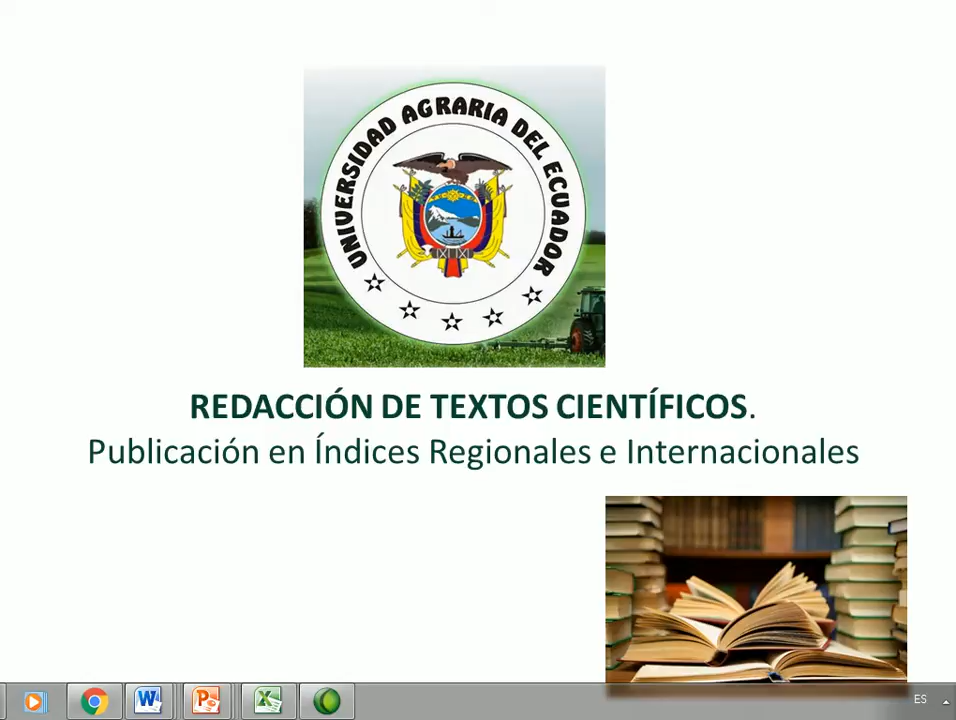 UNIVERSIDAD AGRARIA DEL ECUADOR
REDACCIÓN DE TEXTOS CIENTÍFICOS.
Publicación en Índices Regionales e Internacionales
ES